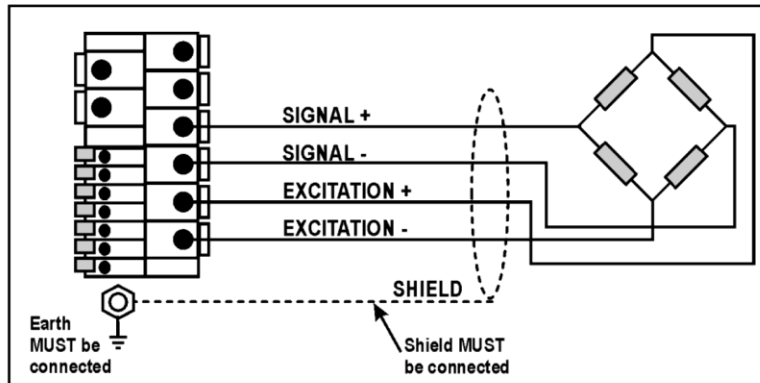 SIGNAL +
SIGNAL -
EXCITATION +
EXCITATION -
SHIELD
Earth
MUST be
connected
Shield MUST
be connected